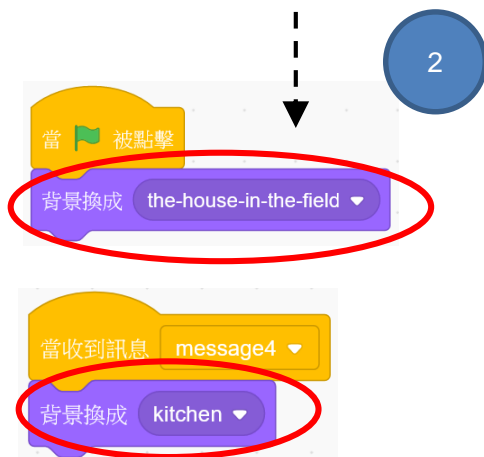 2
當 被點擊
背景換成 the-house-in-the-field
當收到訊息 message4
背景換成 kitchen